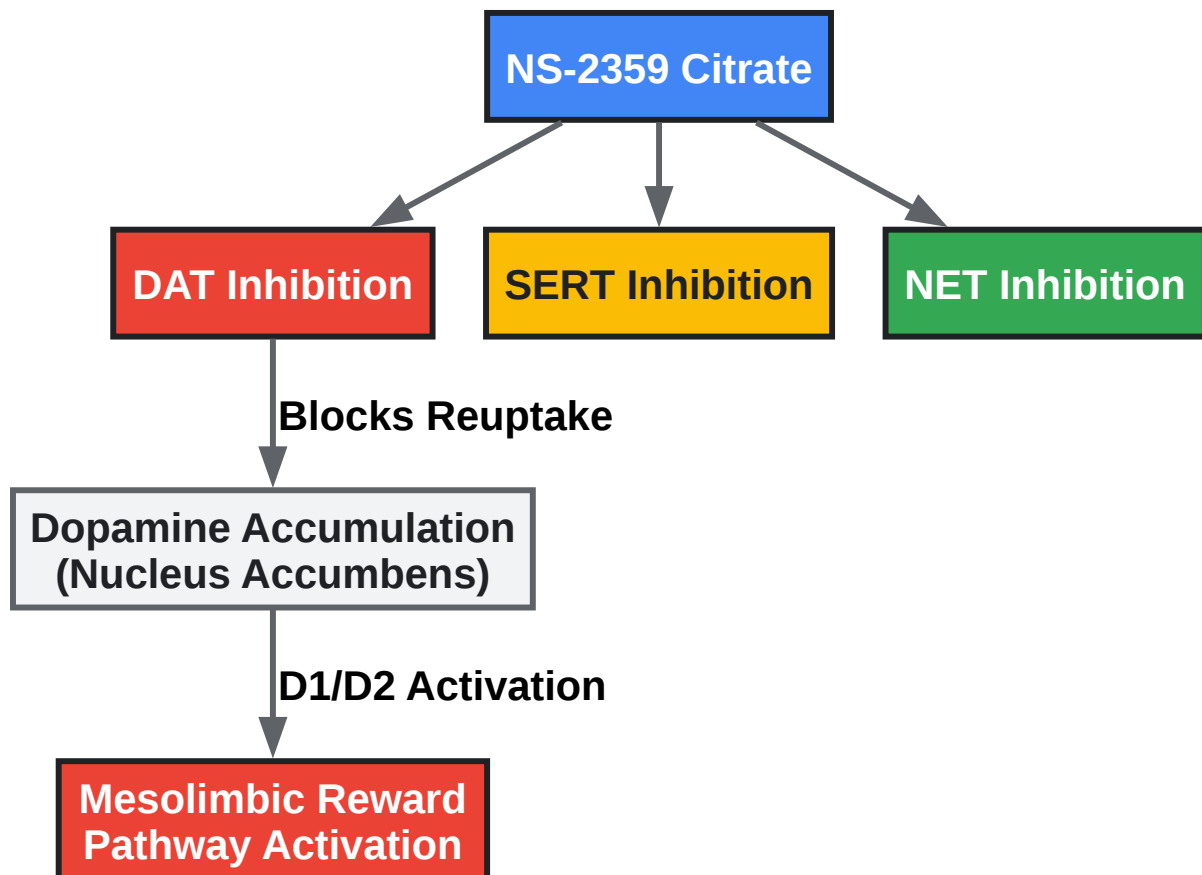 NS-2359 Citrate
DAT Inhibition
SERT Inhibition
NET Inhibition
Blocks Reuptake
Dopamine Accumulation
(Nucleus Accumbens)
D1/D2 Activation
Mesolimbic Reward
Pathway Activation